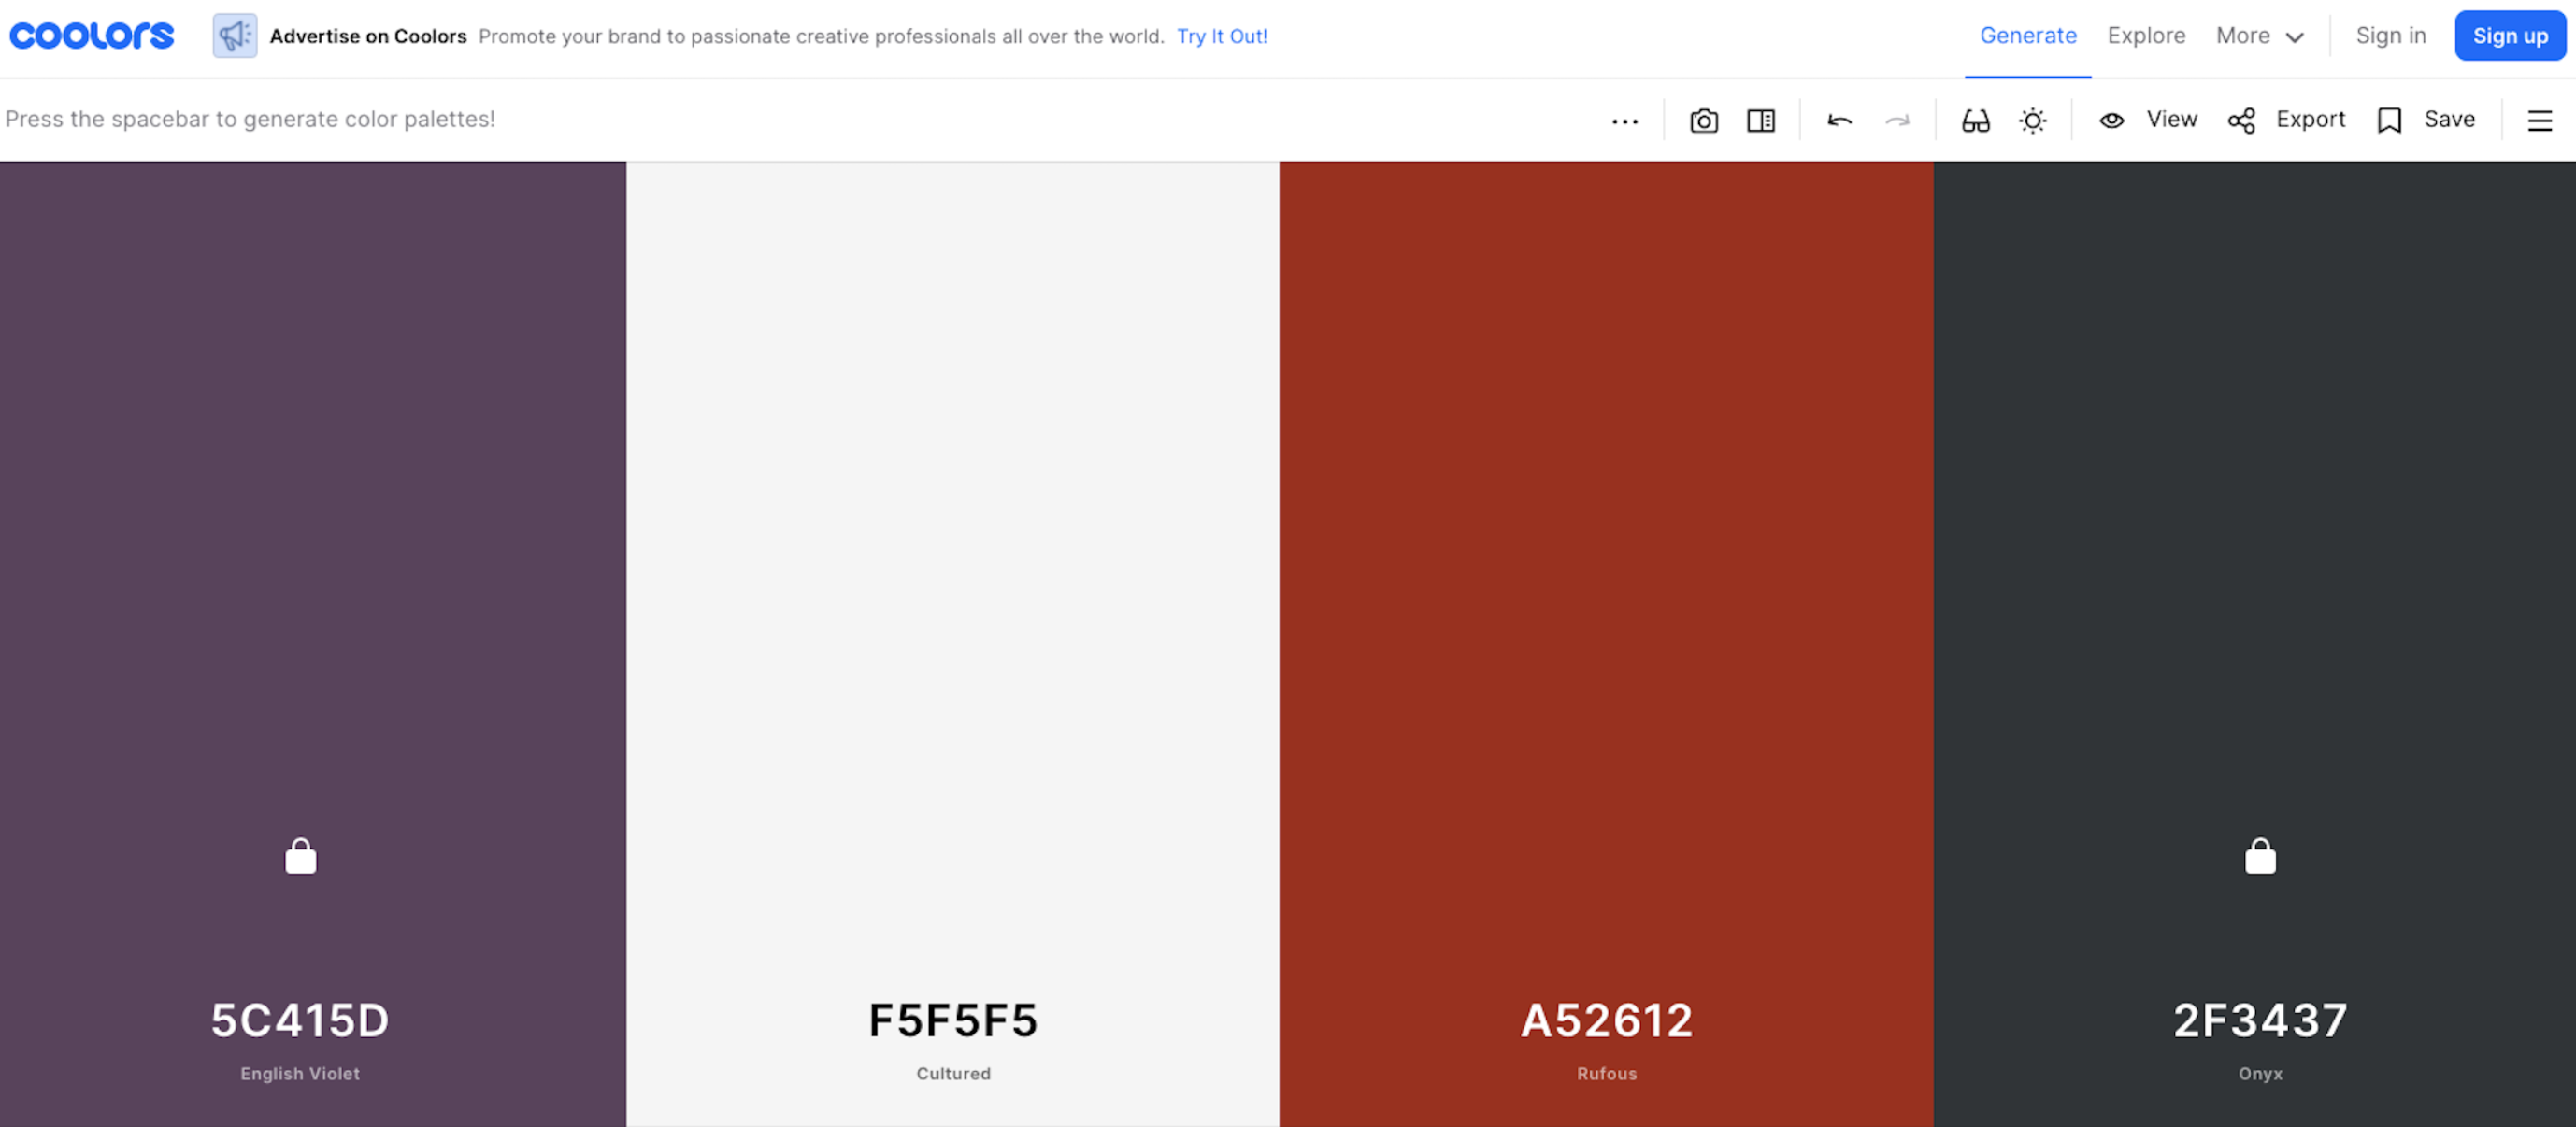 coolors
Advertise on Coolors Promote your brand to passionate creative professionals all over the world. Try It Out!
Generate Explore More Sign in Sign up
Press the spacebar to generate color palettes!
View Export Save
5C415D
English Violet
F5F5F5
Cultured
A52612
Rufous
2F3437
Onyx